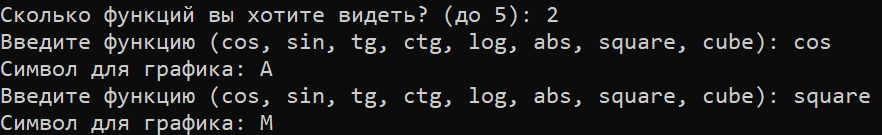 Сколько функций вы хотите видеть? (до 5): 2
Введите функцию (cos, sin, tg, ctg, log, abs, square, cube): cos
Символ для графика: A
Введите функцию (cos, sin, tg, ctg, log, abs, square, cube): square
Символ для графика: M